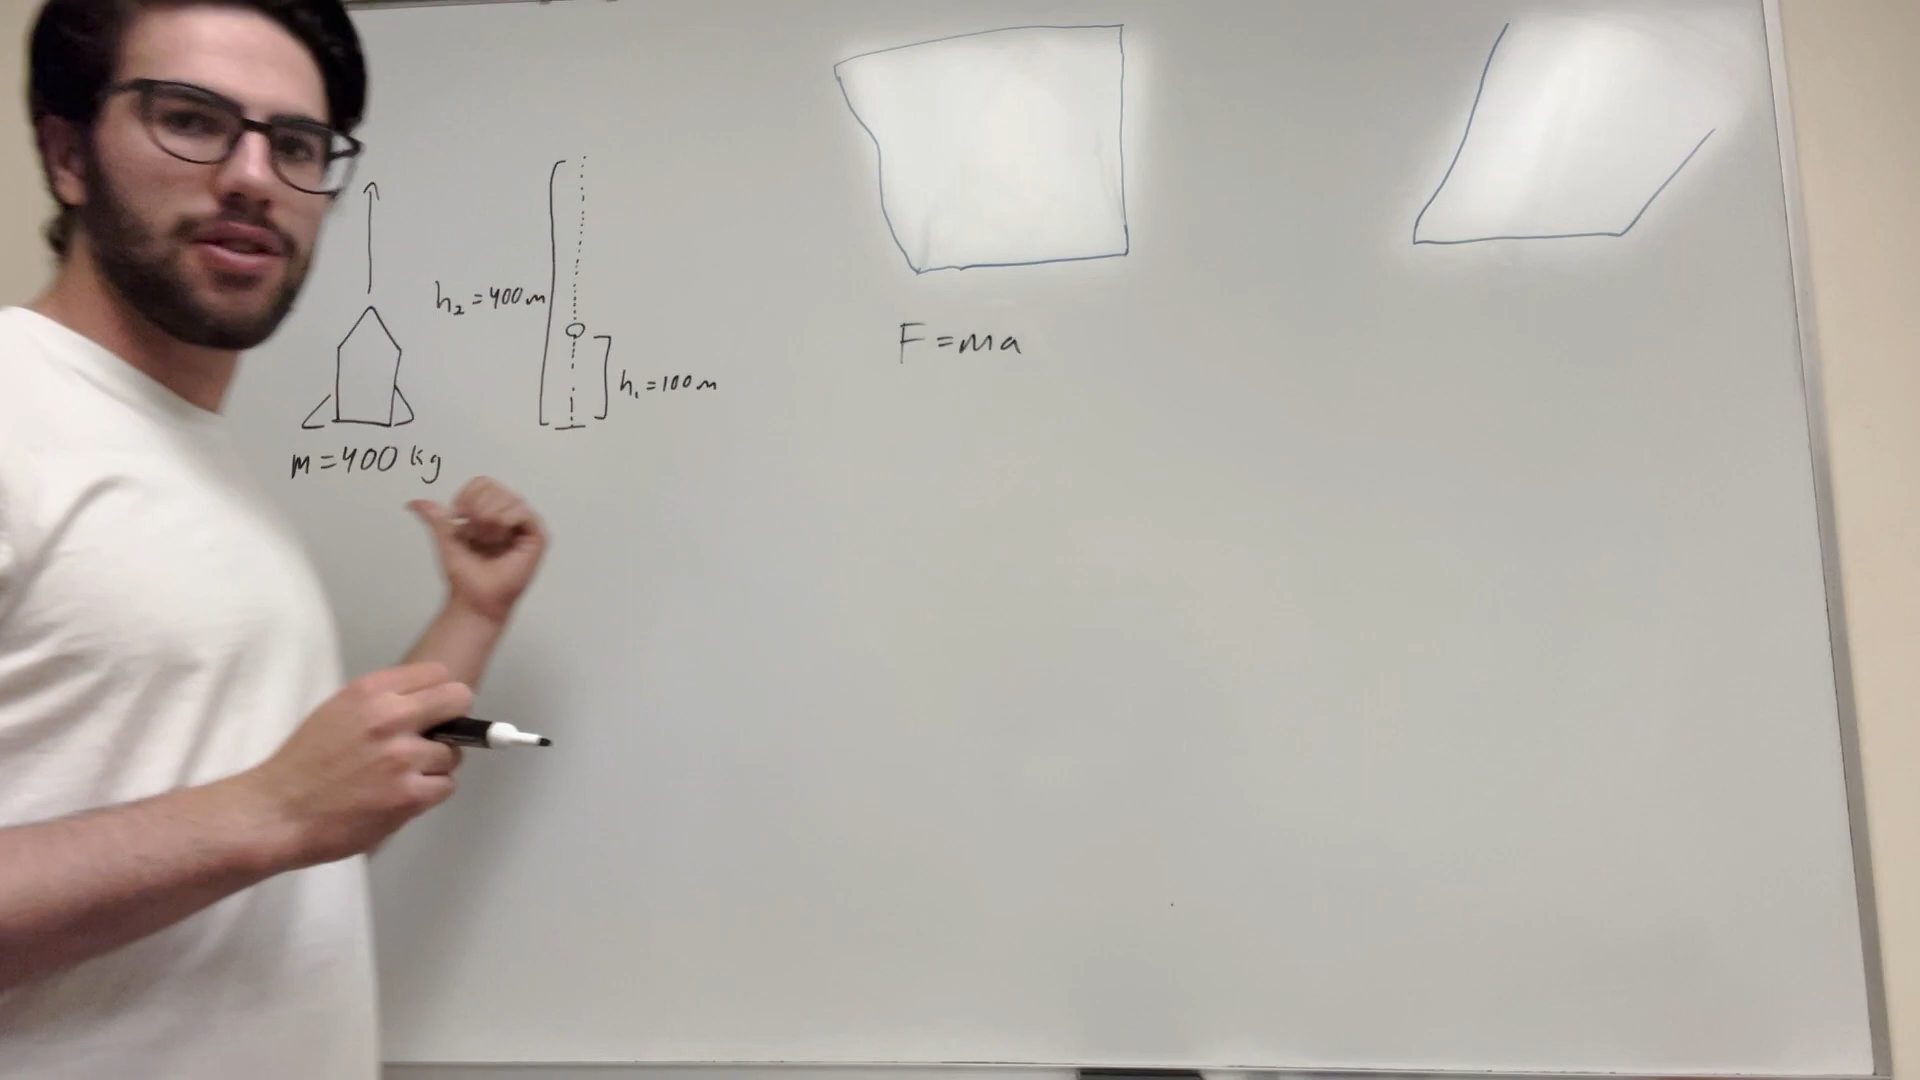 h₂ = 400 m
h₁ = 100 m
m = 400 kg
F = ma